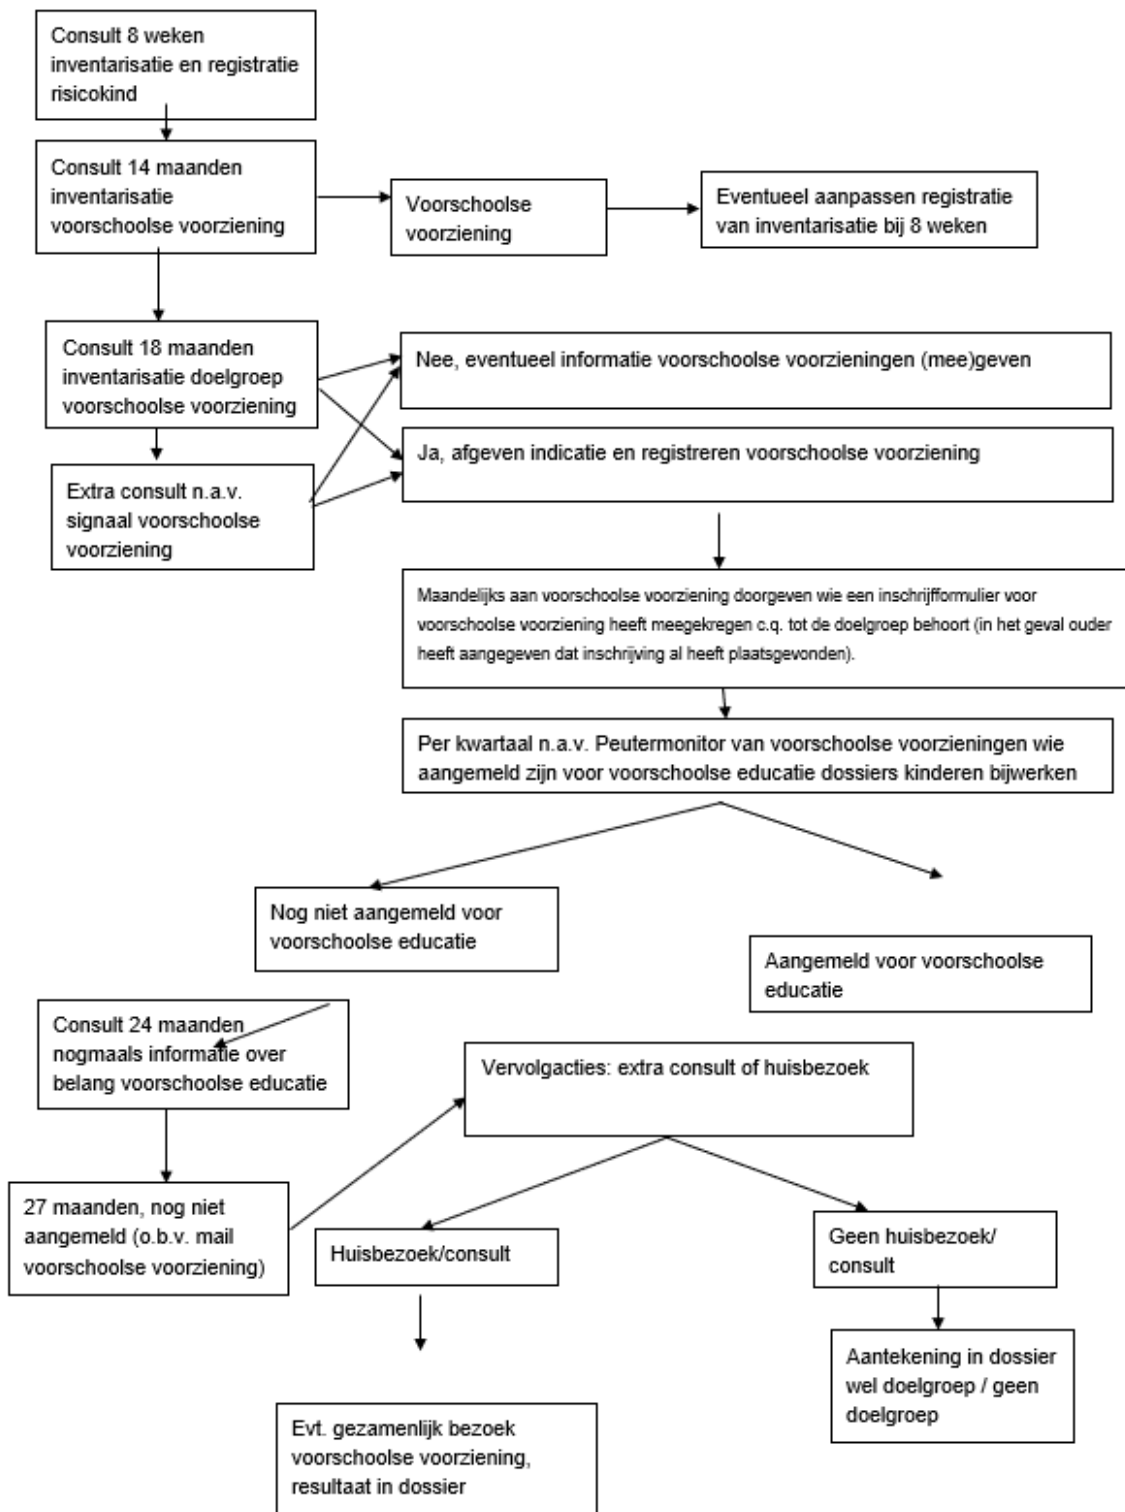 Consult 8 weken
inventarisatie en registratie
risicokind
Consult 14 maanden
inventarisatie
voorschoolse voorziening
Voorschoolse
voorziening
Eventueel aanpassen registratie
van inventarisatie bij 8 weken
Consult 18 maanden
inventarisatie doelgroep
voorschoolse voorziening
Nee, eventueel informatie voorschoolse voorzieningen (mee)geven
Ja, afgeven indicatie en registreren voorschoolse voorziening
Extra consult n.a.v.
signaal voorschoolse
voorziening
Maandelijks aan voorschoolse voorziening doorgeven wie een inschrijfformulier voor
voorschoolse voorziening heeft meegekregen c.q. tot de doelgroep behoort (in het geval ouder
heeft aangegeven dat inschrijving al heeft plaatsgevonden).
Per kwartaal n.a.v. Peutermonitor van voorschoolse voorzieningen wie
aangemeld zijn voor voorschoolse educatie dossiers kinderen bijwerken
Nog niet aangemeld voor
voorschoolse educatie
Aangemeld voor voorschoolse
educatie
Consult 24 maanden
nogmaals informatie over
belang voorschoolse educatie
Vervolgacties: extra consult of huisbezoek
27 maanden, nog niet
aangemeld (o.b.v. mail
voorschoolse voorziening)
Huisbezoek/consult
Geen huisbezoek/
consult
Aantekening in dossier
wel doelgroep / geen
doelgroep
Evt. gezamenlijk bezoek
voorschoolse voorziening,
resultaat in dossier